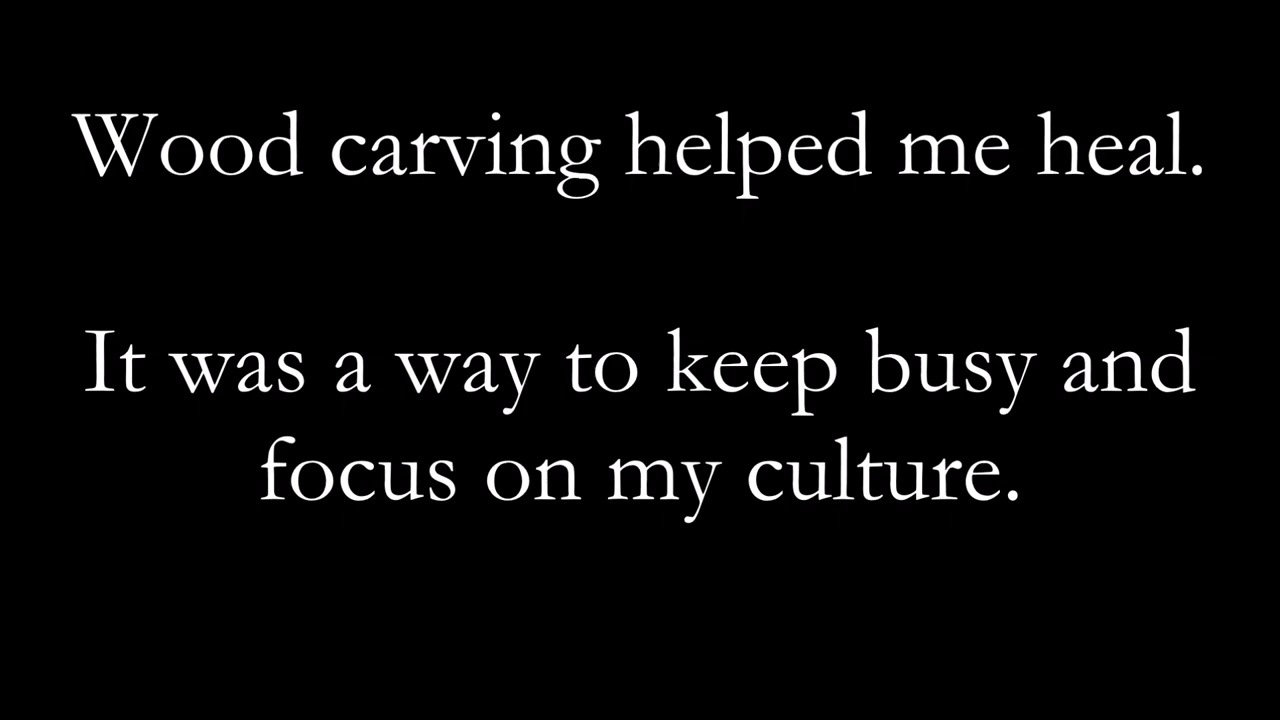 Wood carving helped me heal.
It was a way to keep busy and
focus on my culture.